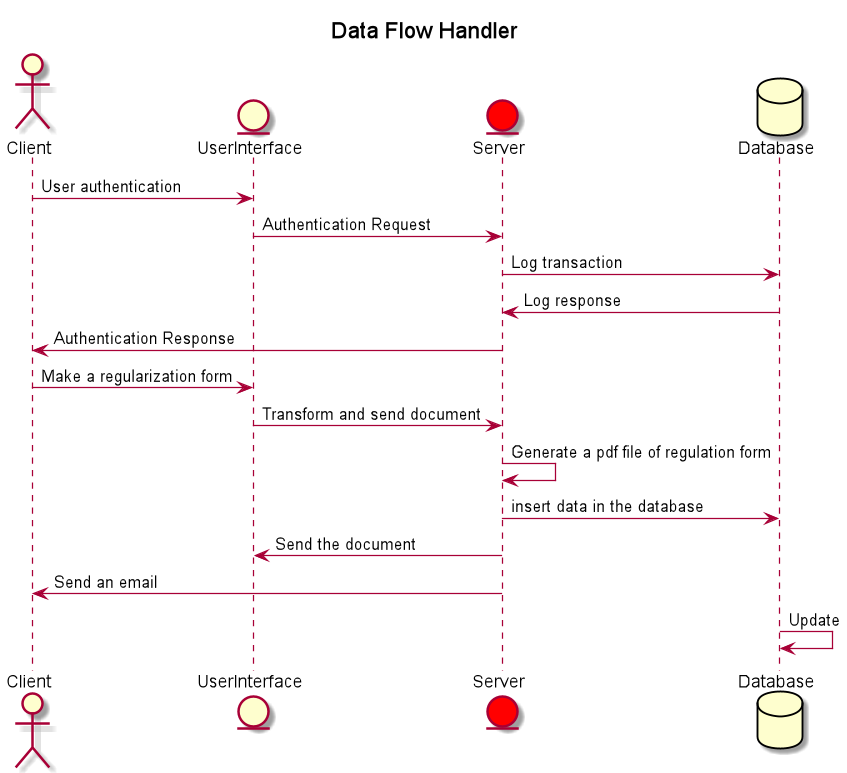 Data Flow Handler
Client
UserInterface
Server
Database
User authentication
Authentication Request
Log transaction
Log response
Authentication Response
Make a regularization form
Transform and send document
Generate a pdf file of regulation form
insert data in the database
Send the document
Send an email
Update
Client
UserInterface
Server
Database